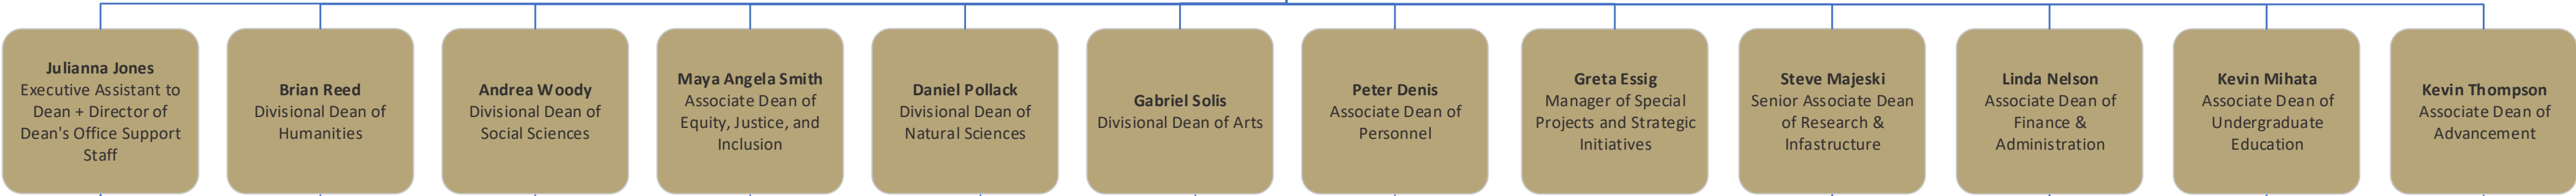 Julianna Jones
Executive Assistant to
Dean + Director of
Dean's Office Support
Staff
Brian Reed
Divisional Dean of
Humanities
Andrea Woody
Divisional Dean of
Social Sciences
Maya Angela Smith
Associate Dean of
Equity, Justice, and
Inclusion
Daniel Pollack
Divisional Dean of
Natural Sciences
Gabriel Solis
Divisional Dean of Arts
Peter Denis
Associate Dean of
Personnel
Greta Essig
Manager of Special
Projects and Strategic
Initiatives
Steve Majeski
Senior Associate Dean
of Research &
Infastructure
Linda Nelson
Associate Dean of
Finance &
Administration
Kevin Mihata
Associate Dean of
Undergraduate
Education
Kevin Thompson
Associate Dean of
Advancement